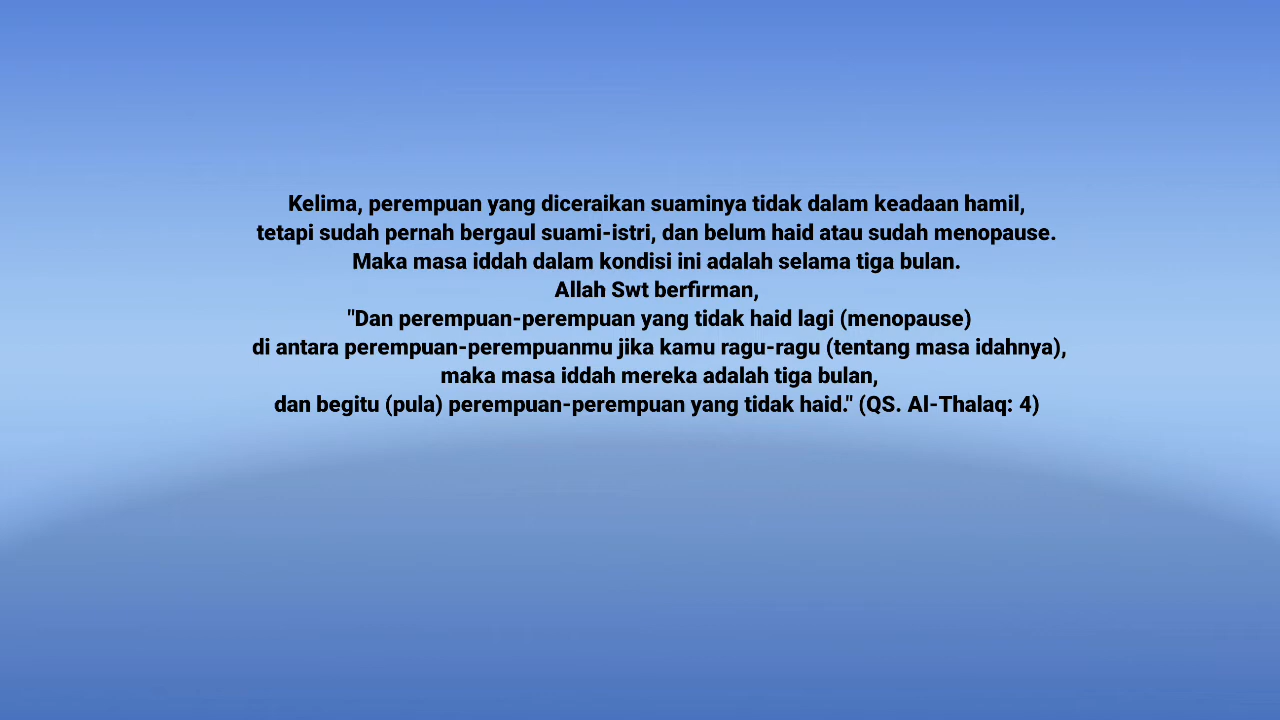 Kelima, perempuan yang diceraikan suaminya tidak dalam keadaan hamil,
tetapi sudah pernah bergaul suami-istri, dan belum haid atau sudah menopause.
Maka masa iddah dalam kondisi ini adalah selama tiga bulan.
Allah Swt berfirman,
"Dan perempuan-perempuan yang tidak haid lagi (menopause)
di antara perempuan-perempuanmu jika kamu ragu-ragu (tentang masa idahnya),
maka masa iddah mereka adalah tiga bulan,
dan begitu (pula) perempuan-perempuan yang tidak haid." (QS. Al-Thalaq: 4)